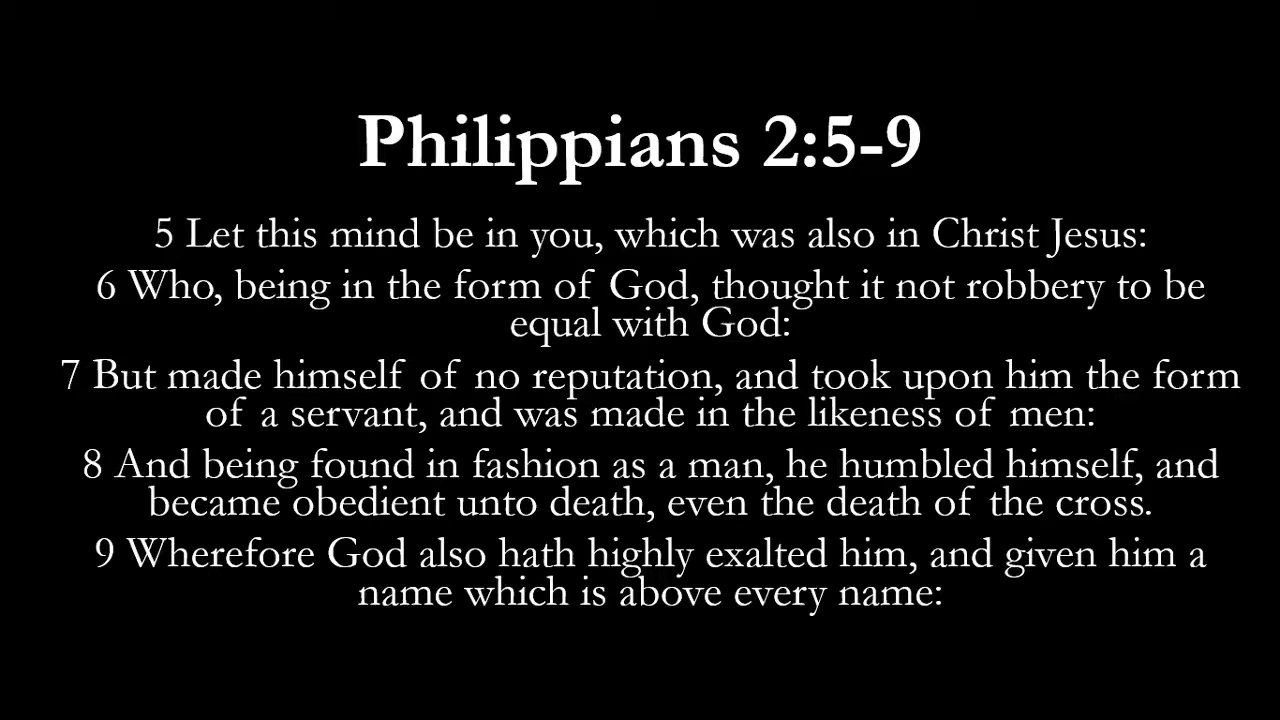 Philippians 2:5-9
5 Let this mind be in you, which was also in Christ Jesus:
6 Who, being in the form of God, thought it not robbery to be
equal with God:
7 But made himself of no reputation, and took upon him the form
of a servant, and was made in the likeness of men:
8 And being found in fashion as a man, he humbled himself, and
became obedient unto death, even the death of the cross.
9 Wherefore God also hath highly exalted him, and given him a
name which is above every name: